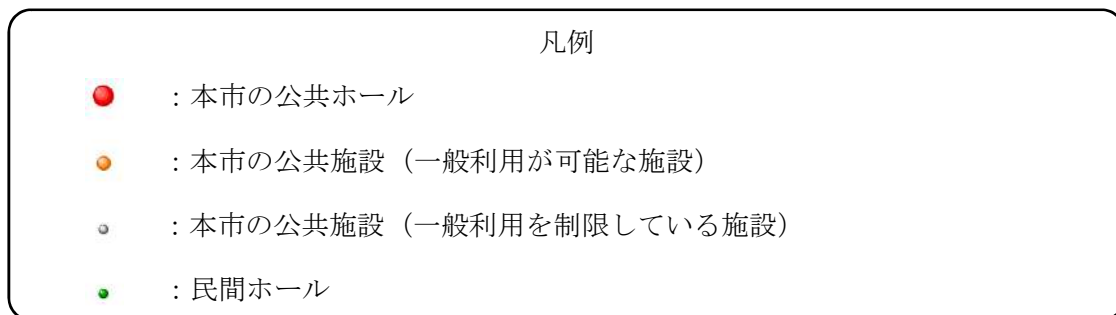 凡例
：本市の公共ホール
：本市の公共施設（一般利用が可能な施設）
：本市の公共施設（一般利用を制限している施設）
：民間ホール